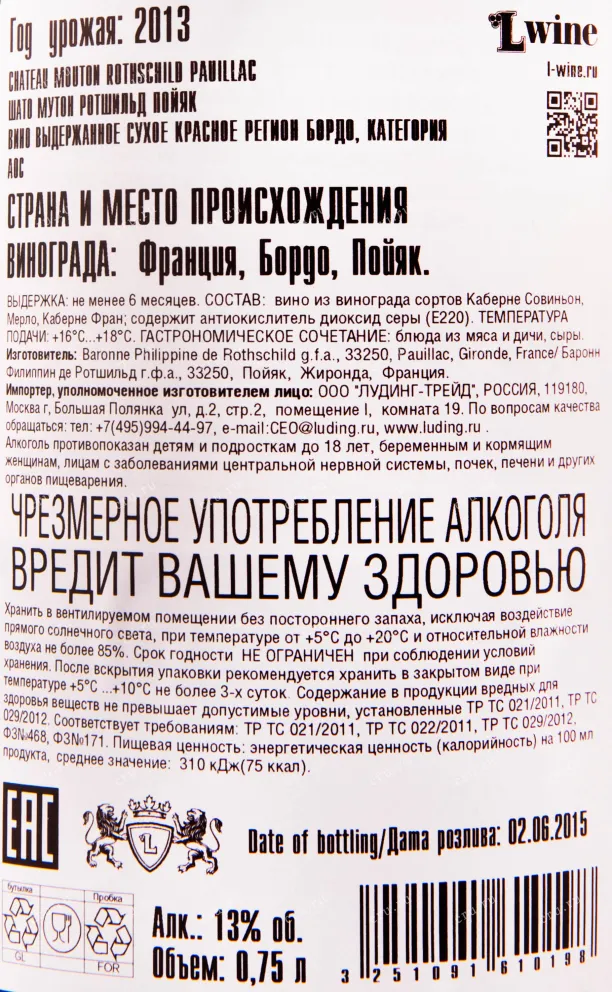 Год урожая: 2013
Lwine
l-wine.ru
CHATEAU MOUTON ROTHSCHILD PAUILLAC
ШАТО МУТОН РОТШИЛЬД ПОЙЯК
ВИНО ВЫДЕРЖАННОЕ СУХОЕ КРАСНОЕ РЕГИОН БОРДО, КАТЕГОРИЯ
АОС
СТРАНА И МЕСТО ПРОИСХОЖДЕНИЯ
ВИНОГРАДА: Франция, Бордо, Пойяк.
ВЫДЕРЖКА: не менее 6 месяцев. СОСТАВ: вино из винограда сортов Каберне Совиньон,
Мерло, Каберне Фран; содержит антиокислитель диоксид серы (Е220). ТЕМПЕРАТУРА
ПОДАЧИ: +16°С...+18°С. ГАСТРОНОМИЧЕСКОЕ СОЧЕТАНИЕ: блюда из мяса и дичи, сыры.
Изготовитель: Baronne Philippine de Rothschild g.f.a., 33250, Pauillac, Gironde, France/ Баронн
Филиппин де Ротшильд г.ф.а., 33250, Пойяк, Жиронда, Франция.
Импортер, уполномоченное изготовителем лицо: ООО "ЛУДИНГ-ТРЕЙД", РОССИЯ, 119180,
Москва г, Большая Полянка ул, д.2, стр.2, помещение I, комната 19. По вопросам качества
обращаться: тел: +7(495)994-44-97, e-mail:CEO@luding.ru, www.luding.ru .
Алкоголь противопоказан детям и подросткам до 18 лет, беременным и кормящим
женщинам, лицам с заболеваниями центральной нервной системы, почек, печени и других
органов пищеварения.
ЧРЕЗМЕРНОЕ УПОТРЕБЛЕНИЕ АЛКОГОЛЯ
ВРЕДИТ ВАШЕМУ ЗДОРОВЬЮ
Хранить в вентилируемом помещении без постороннего запаха, исключая воздействие
прямого солнечного света, при температуре от +5°С до +20°С и относительной влажности
воздуха не более 85%. Срок годности НЕ ОГРАНИЧЕН при соблюдении условий
хранения. После вскрытия упаковки рекомендуется хранить в закрытом виде при
температуре +5°С ...+10°С не более 3-х суток. Содержание в продукции вредных для
здоровья веществ не превышает допустимые уровни, установленные ТР ТС 021/2011, ТР ТС
029/2012. Соответствует требованиям: ТР ТС 021/2011, ТР ТС 022/2011, ТР ТС 029/2012,
ФЗ№468, ФЗ№171. Пищевая ценность: энергетическая ценность (калорийность) на 100 мл
продукта, среднее значение: 310 кДж(75 ккал).
EAC
L
Date of bottling/Дата розлива: 02.06.2015
бутылка
Пробка
GL
FOR
Алк.: 13% об.
Объем: 0,75 л
3 251091 610198